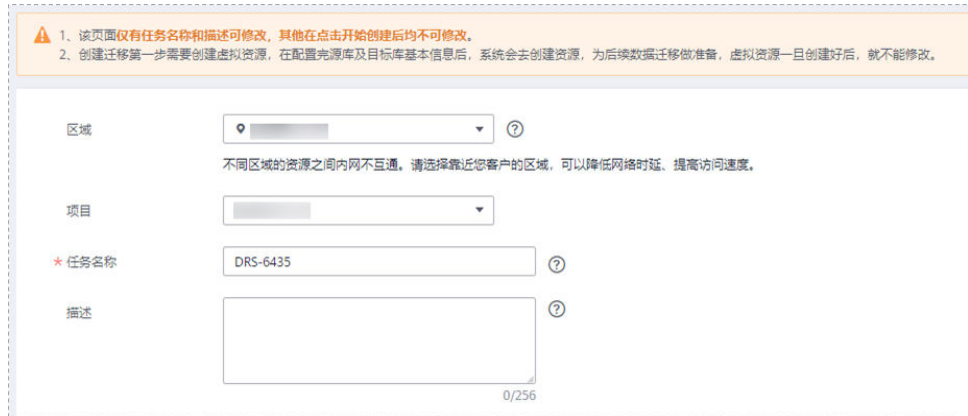 1、该页面仅有任务名称和描述可修改，其他在点击开始创建后均不可修改。
2、创建迁移第一步需要创建虚拟资源，在配置完源库及目标库基本信息后，系统会去创建资源，为后续数据迁移做准备，虚拟资源一旦创建好后，就不能修改。
区域
不同区域的资源之间内网不互通。请选择靠近您客户的区域，可以降低网络时延、提高访问速度。
项目
* 任务名称 DRS-6435
描述
0/256